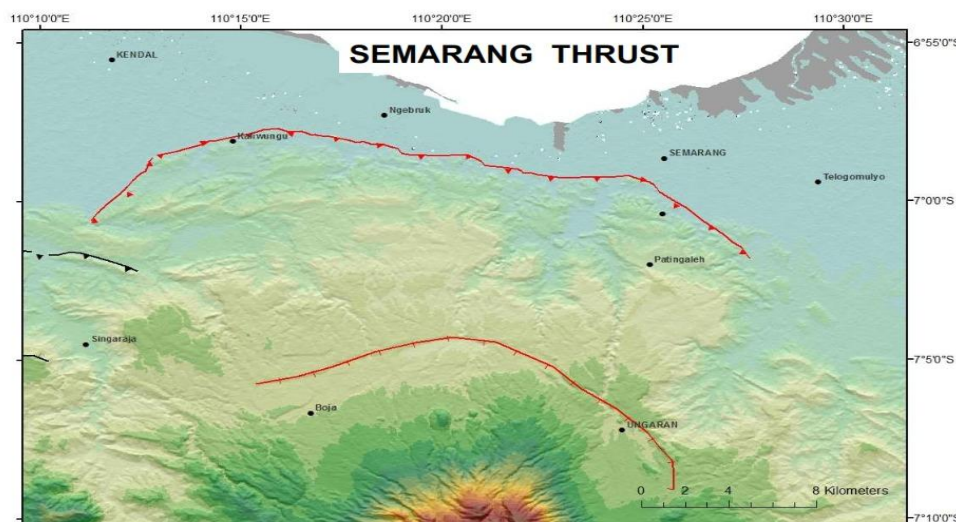 110°10'0"E 110°15'0"E 110°20'0"E 110°25'0"E 110°30'0"E
SEMARANG THRUST
6°55'0"S
KENDAL
Ngebruk
Kaliwungu
SEMARANG
Telogomulyo
7°0'0"S
Patingaleh
Singaraja
7°5'0"S
Boja
UNGARAN
0 2 4 8 Kilometers
7°10'0"S